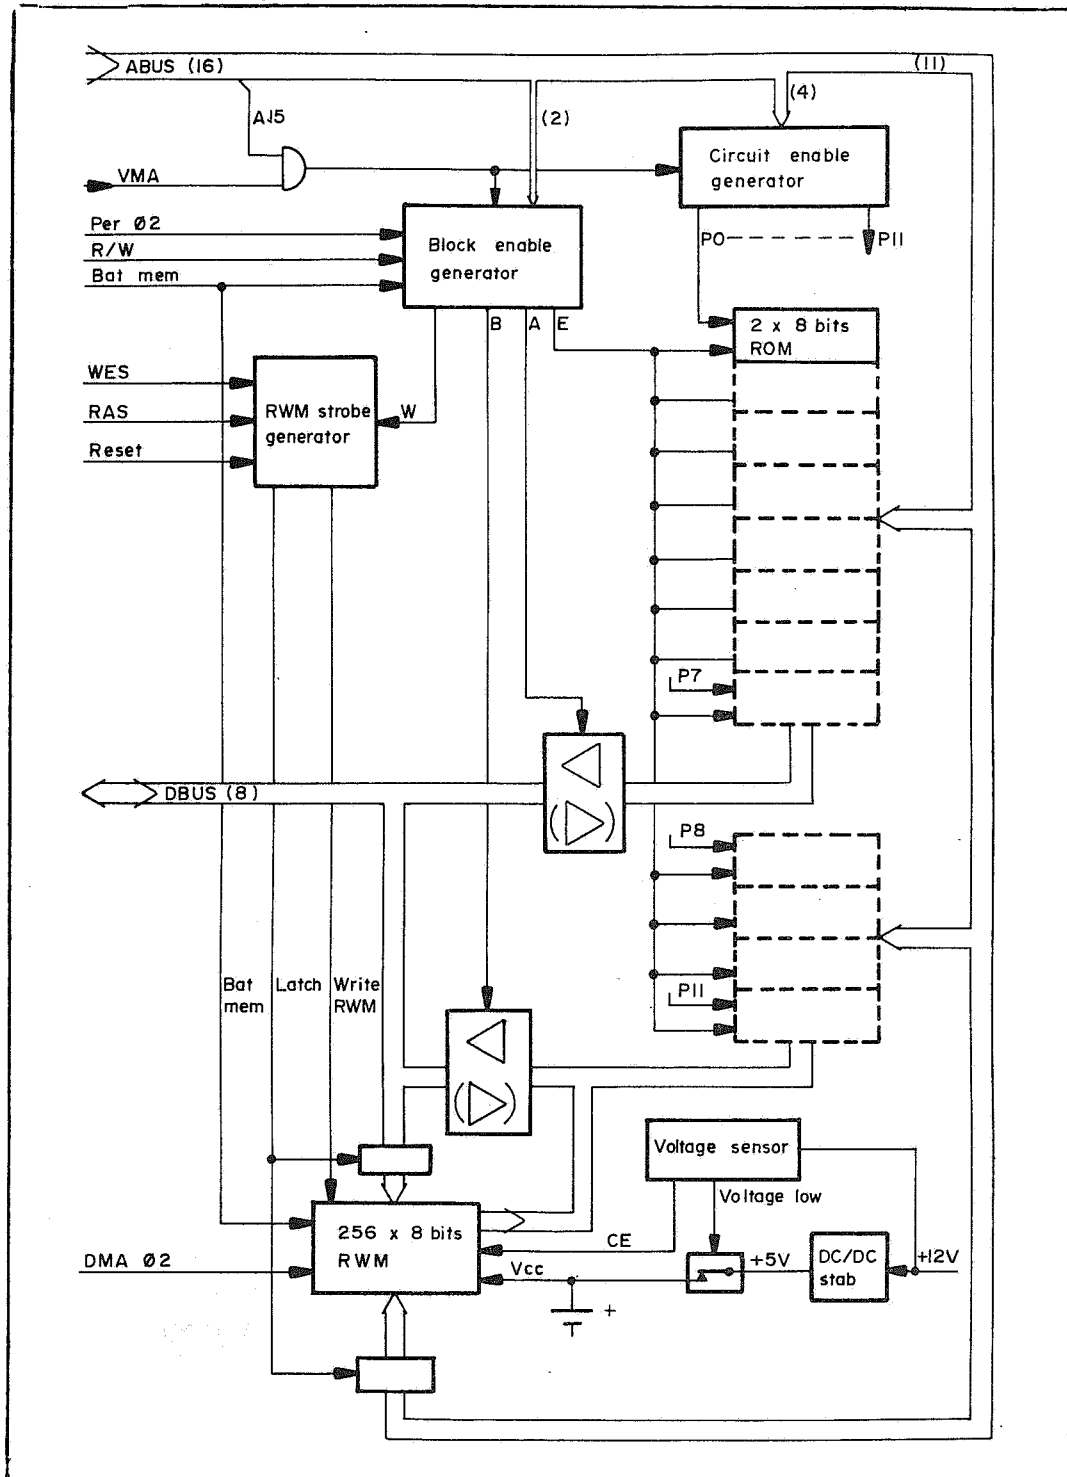 ABUS (16)
(11)
A15
(2)
(4)
VMA
Circuit enable
generator
Per Ø2
R/W
Bat mem
Block enable
generator
P0
P11
B
A
E
2 x 8 bits
ROM
WES
RAS
Reset
RWM strobe
generator
W
P7
DBUS (8)
( )
P8
P11
Bat
mem
Latch
Write
RWM
( )
Voltage sensor
Voltage low
256 x 8 bits
RWM
CE
Vcc
+5V
DC/DC
stab
+12V
DMA Ø2
+